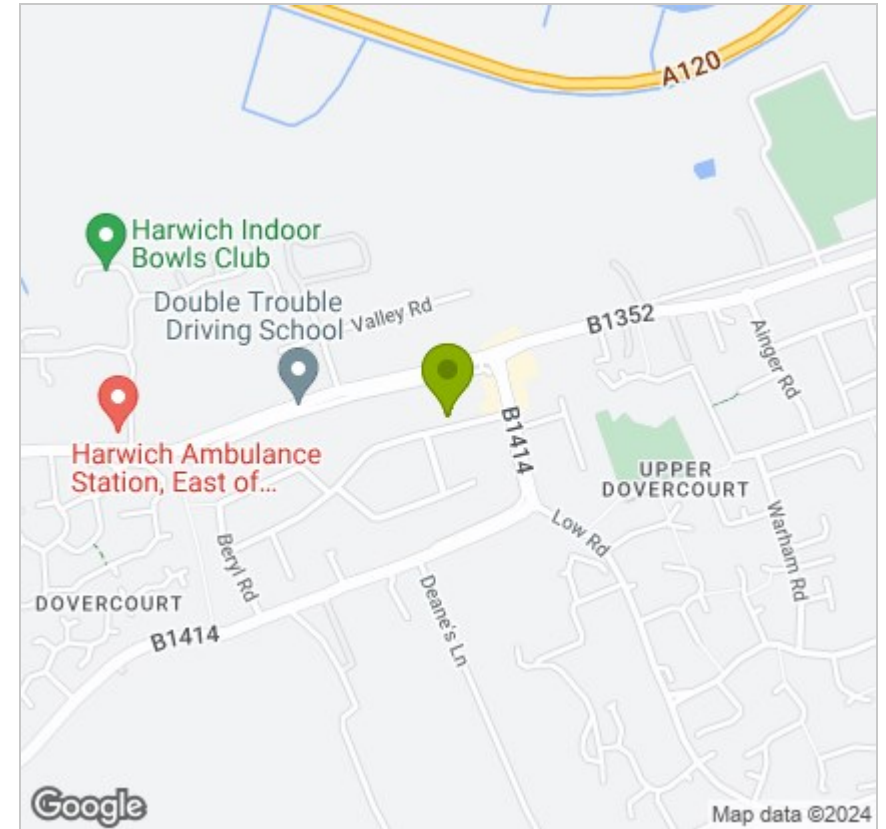 A120
Harwich Indoor
Bowls Club
Double Trouble
Driving School
Valley Rd
B1352
Ainger Rd
Harwich Ambulance
Station, East of...
B1414
UPPER
DOVERCOURT
Low Rd
Warham Rd
Beryl Rd
Deane's Ln
DOVERCOURT
B1414
Google
Map data ©2024